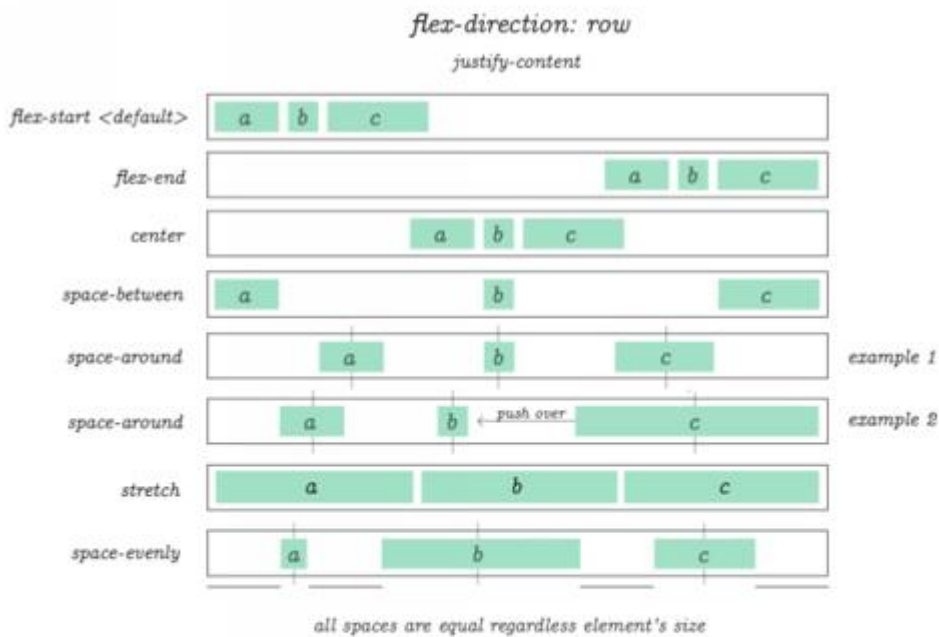 flex-direction: row
justify-content
flex-start <default> a b c
flex-end a b c
center a b c
space-between a b c
space-around a b c example 1
space-around a b push over c example 2
stretch a b c
space-evenly a b c
all spaces are equal regardless element's size